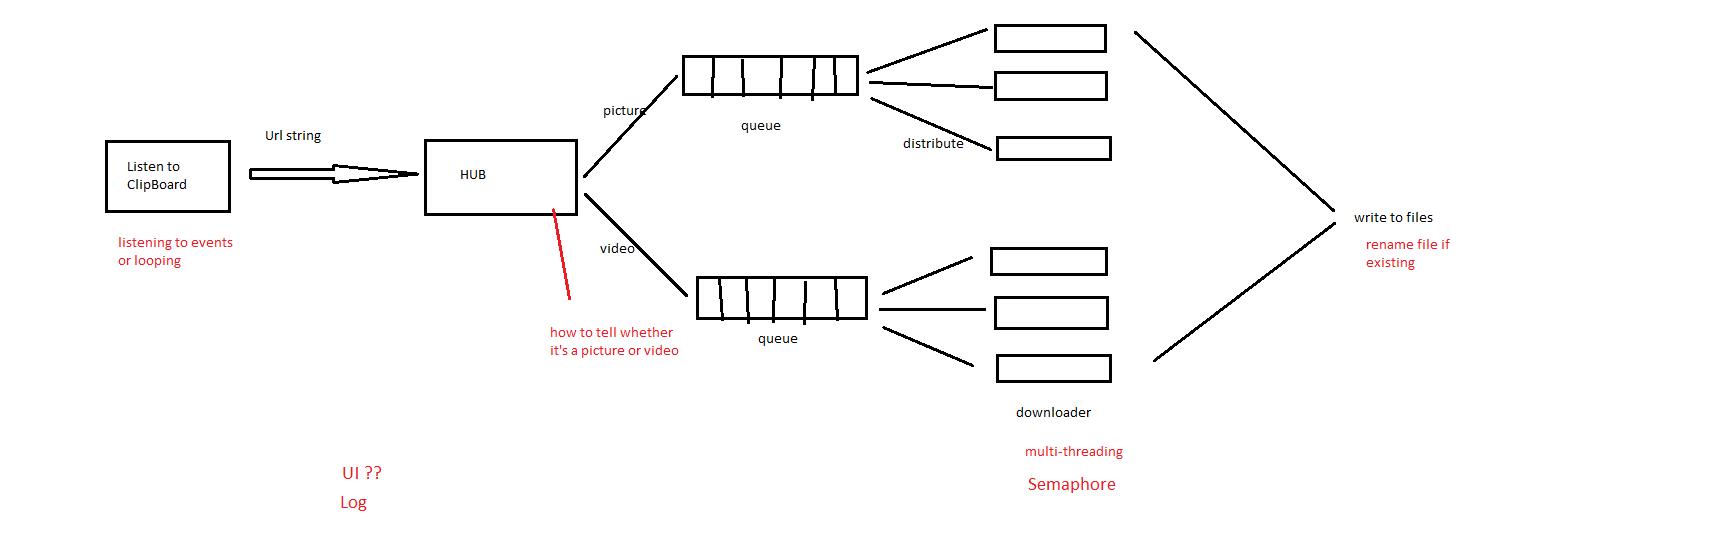 Url string
Listen to
ClipBoard
listening to events
or looping
HUB
picture
video
how to tell whether
it's a picture or video
queue
queue
distribute
downloader
multi-threading
Semaphore
write to files
rename file if
existing
UI ??
Log